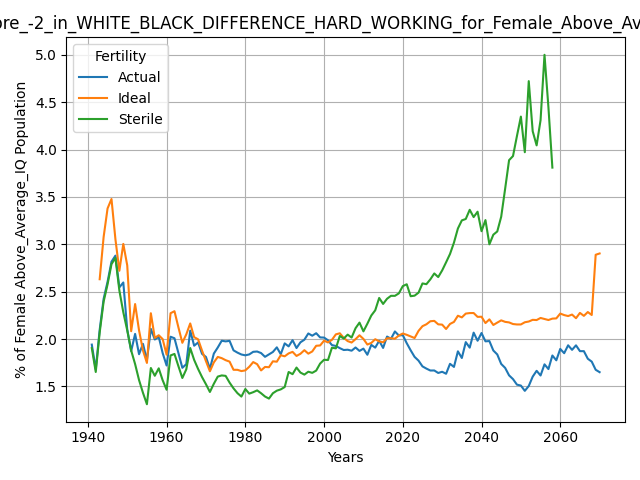 ore_-2_in_WHITE_BLACK_DIFFERENCE_HARD_WORKING_for_Female_Above_Av
Fertility
Actual
Ideal
Sterile
% of Female Above_Average_IQ Population
5.0
4.5
4.0
3.5
3.0
2.5
2.0
1.5
1940
1960
1980
2000
2020
2040
2060
Years